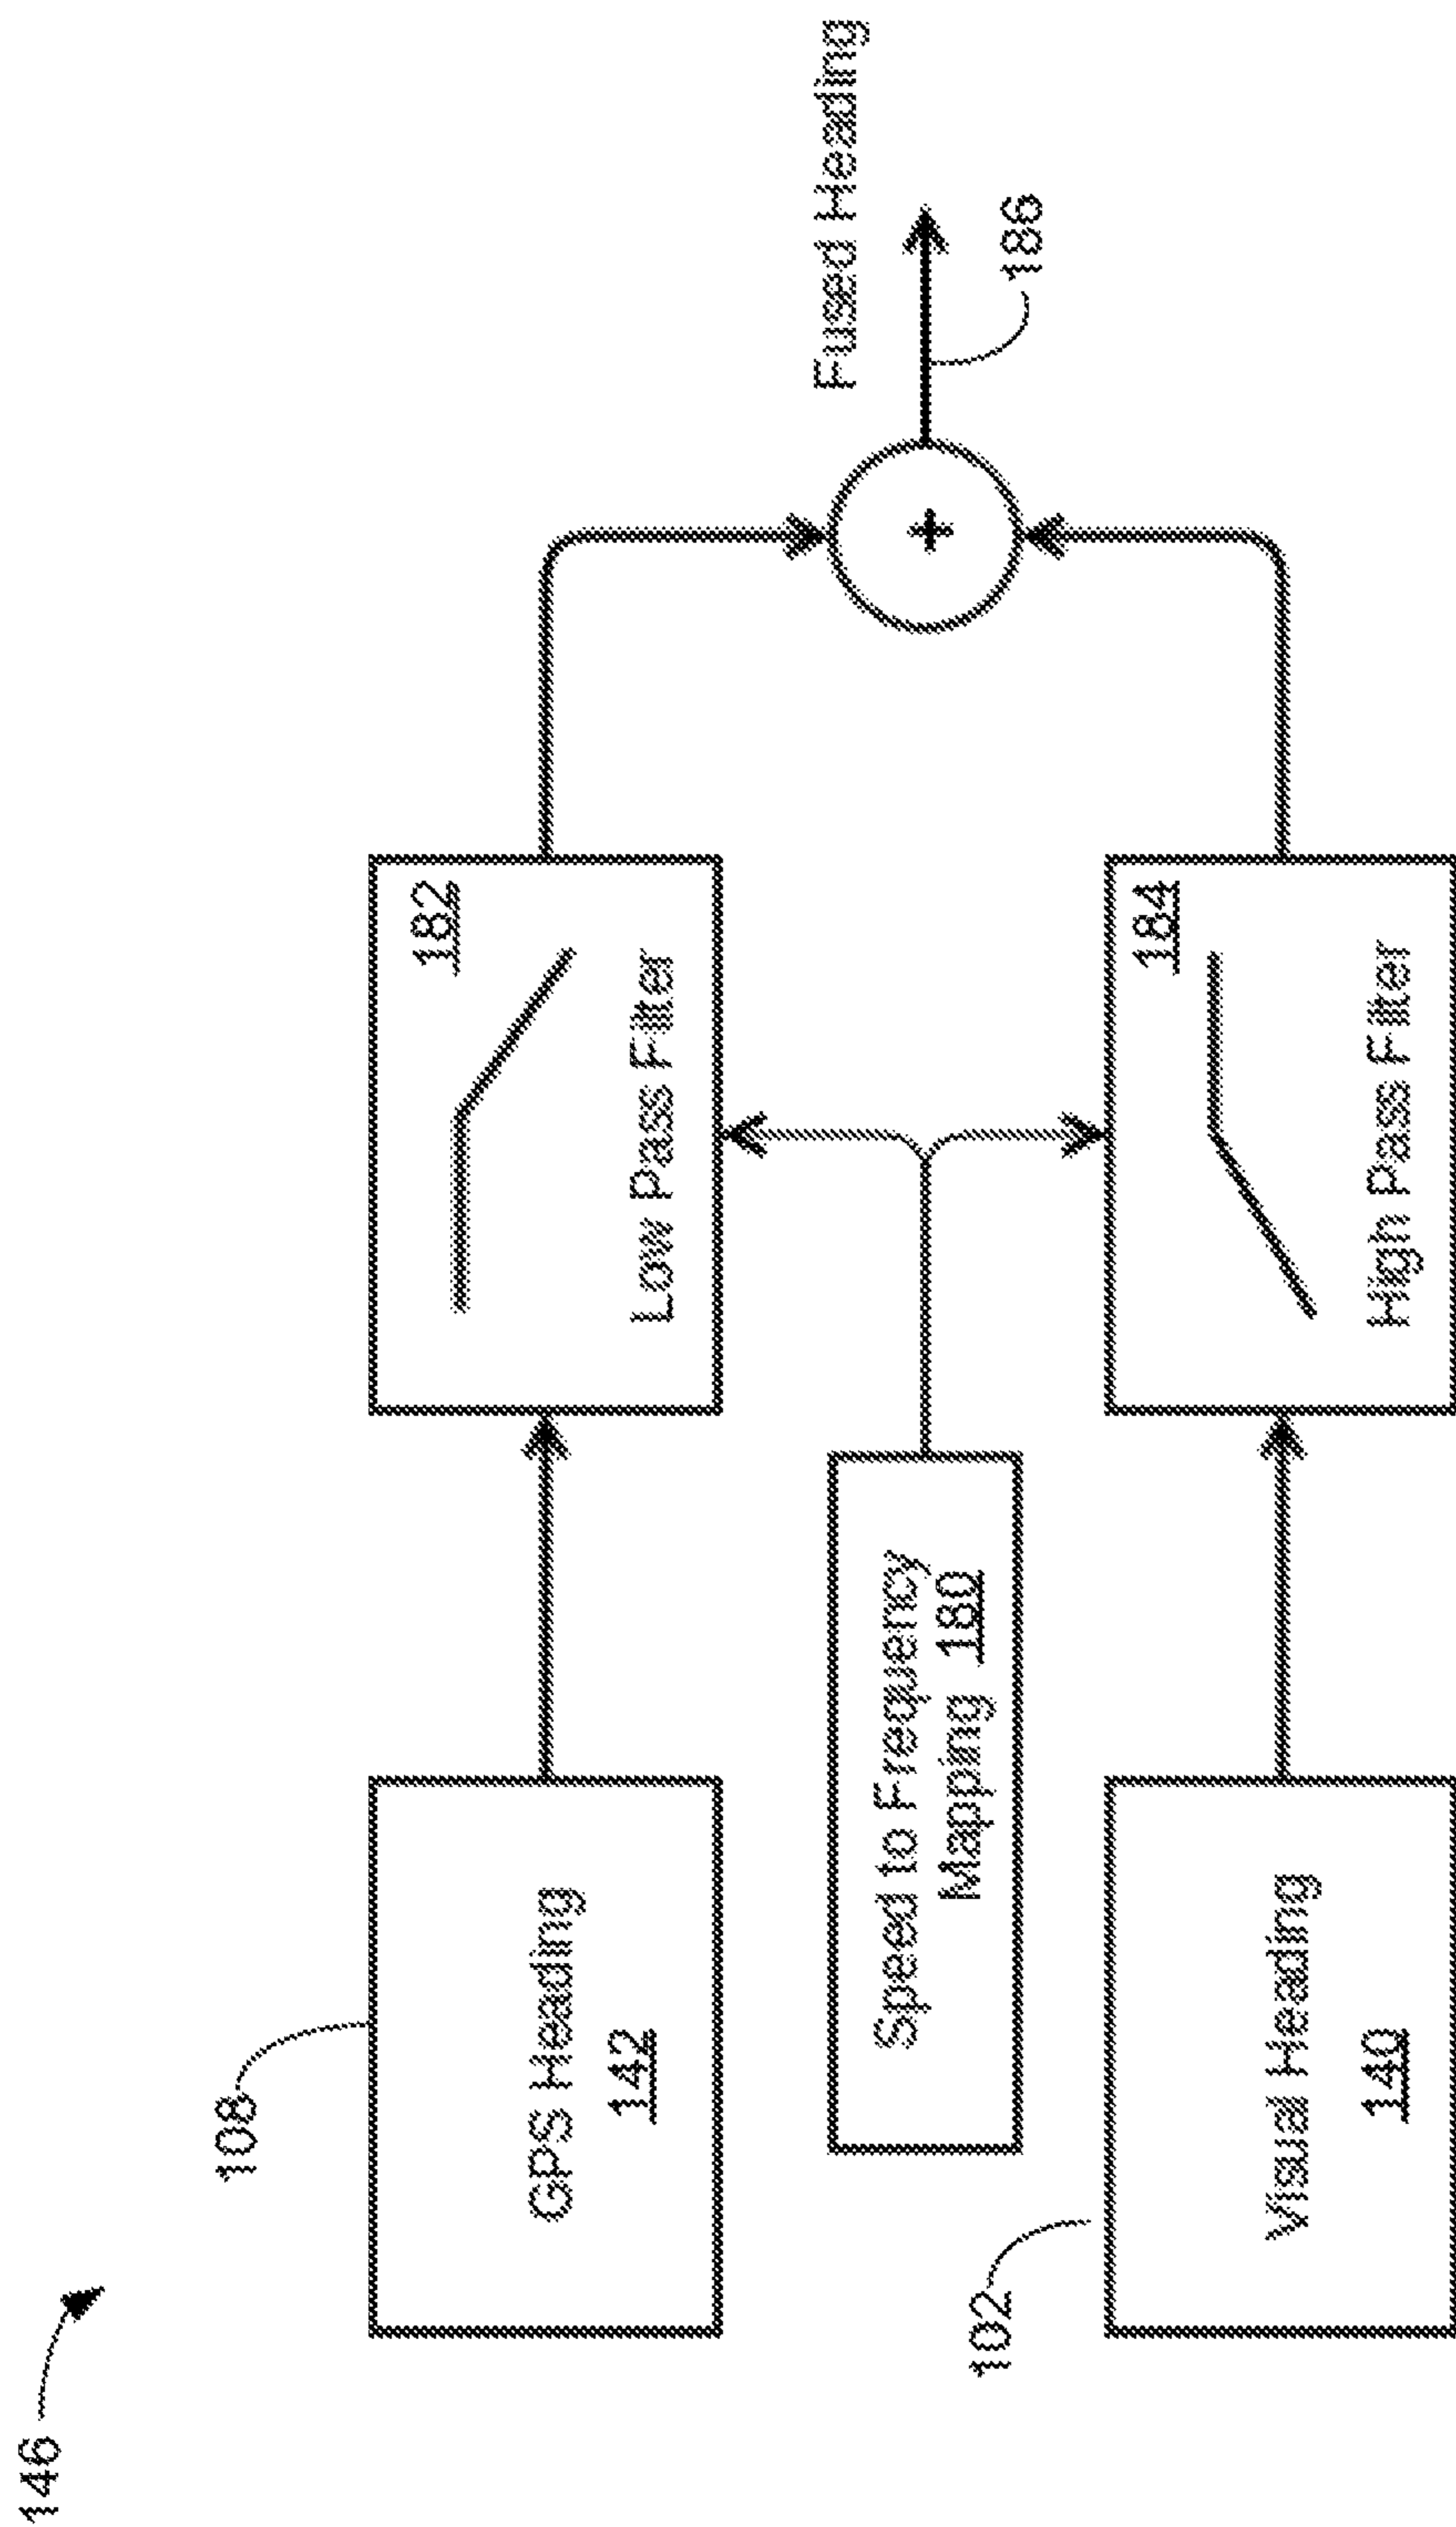 146
108
GPS Heading
142
182
Low Pass Filter
Fused Heading
186
+
Speed to Frequency
Mapping 180
102
Visual Heading
140
184
High Pass Filter